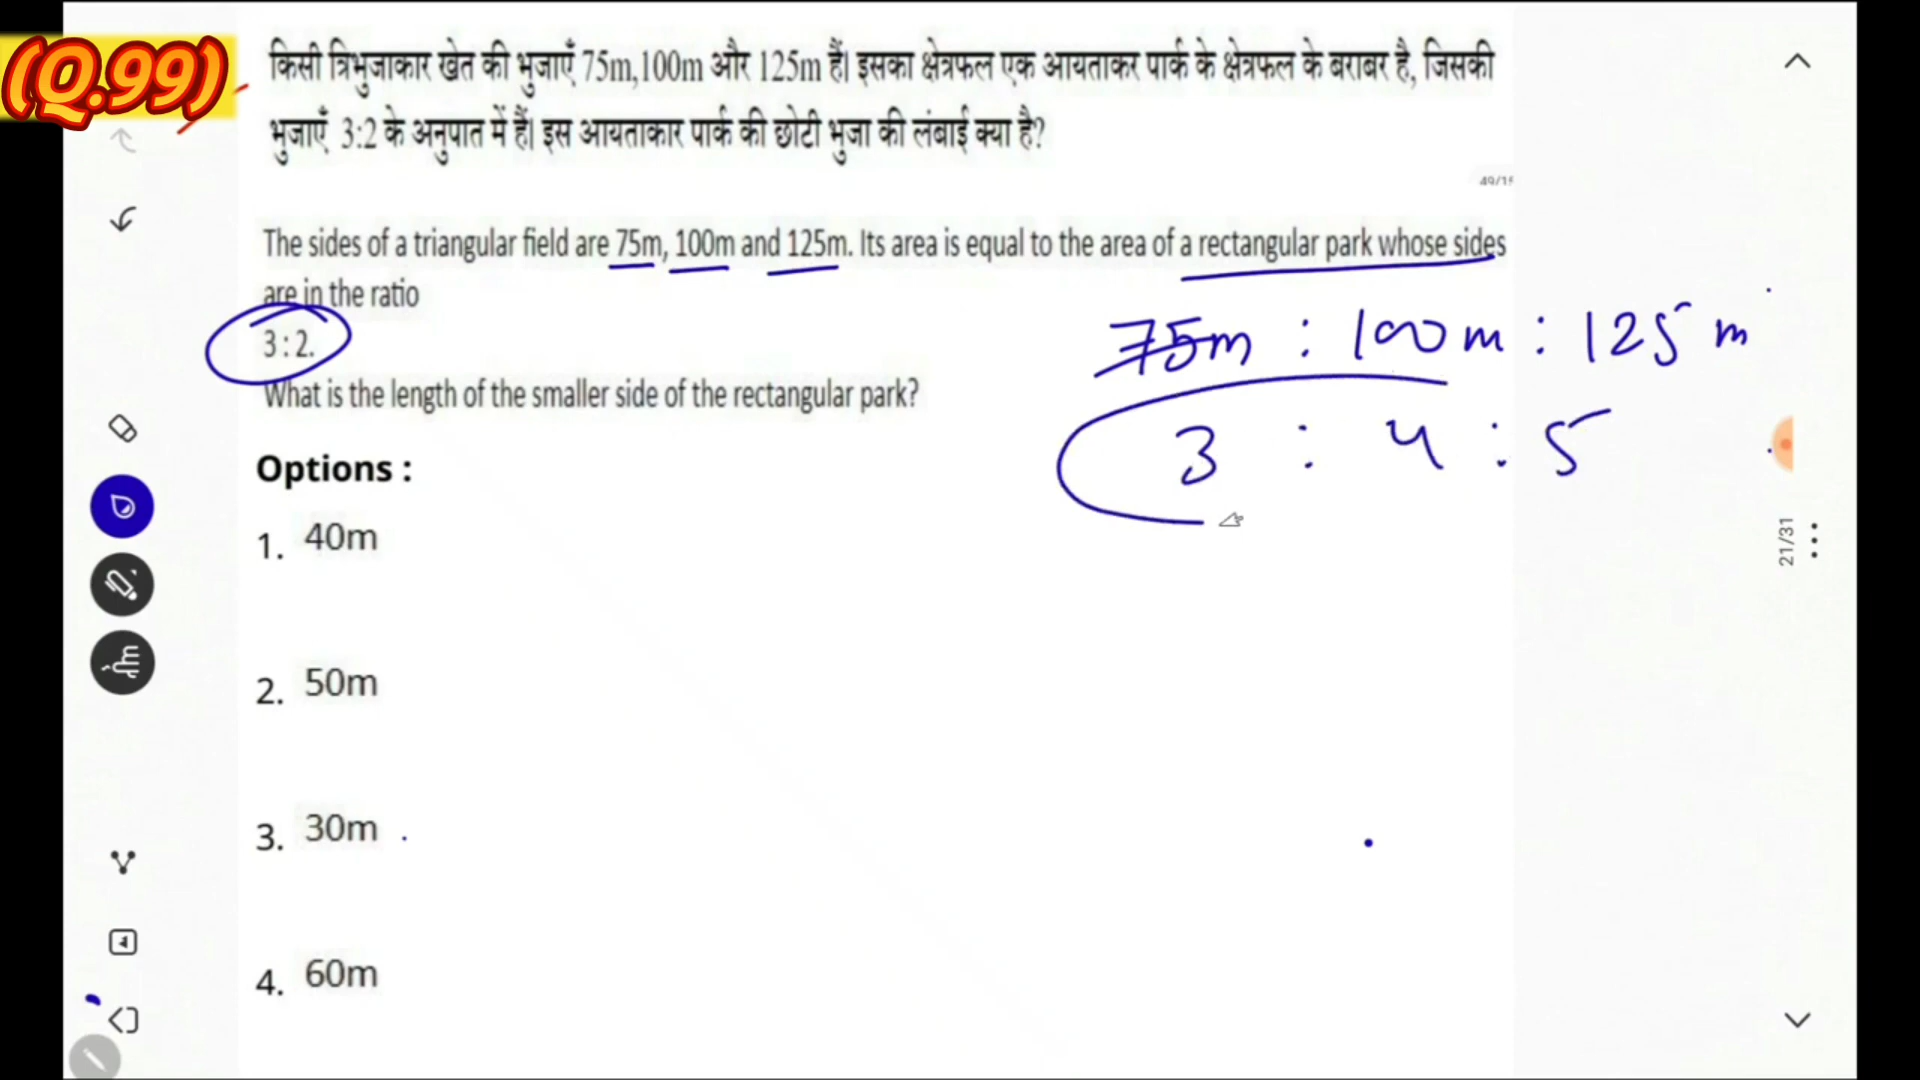 (Q.99)
किसी त्रिभुजाकार खेत की भुजाएँ 75m,100m और 125m हैं। इसका क्षेत्रफल एक आयताकर पार्क के क्षेत्रफल के बराबर है, जिसकी
भुजाएँ 3:2 के अनुपात में हैं। इस आयताकार पार्क की छोटी भुजा की लंबाई क्या है?
The sides of a triangular field are 75m, 100m and 125m. Its area is equal to the area of a rectangular park whose sides
are in the ratio
3 : 2.
What is the length of the smaller side of the rectangular park?
75m : 100m : 125 m
3 : 4 : 5
Options :
1. 40m
2. 50m
3. 30m
4. 60m
21/31